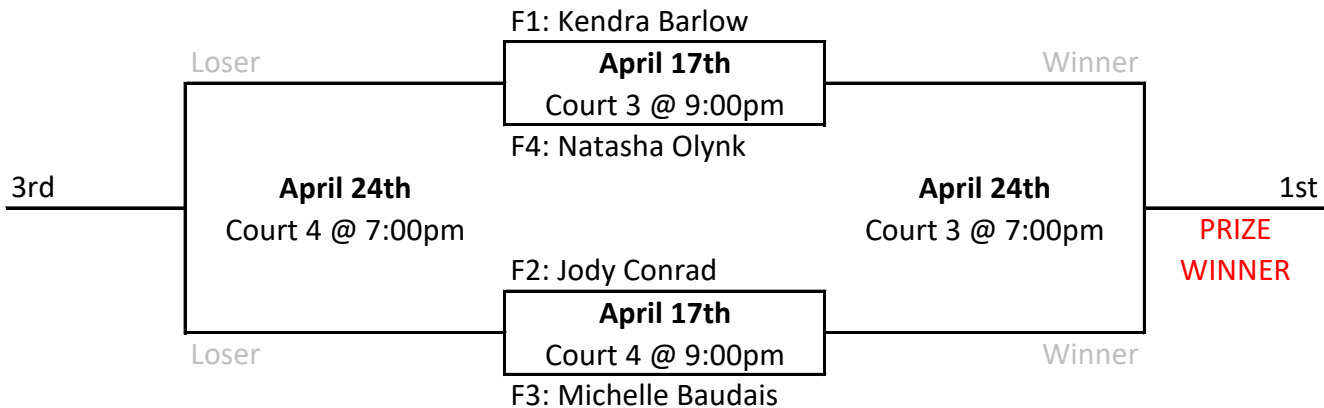 F1: Kendra Barlow
Loser
April 17th
Winner
Court 3 @ 9:00pm
F4: Natasha Olynk
3rd
April 24th
April 24th
1st
Court 4 @ 7:00pm
Court 3 @ 7:00pm
PRIZE
WINNER
F2: Jody Conrad
April 17th
Loser
Court 4 @ 9:00pm
Winner
F3: Michelle Baudais